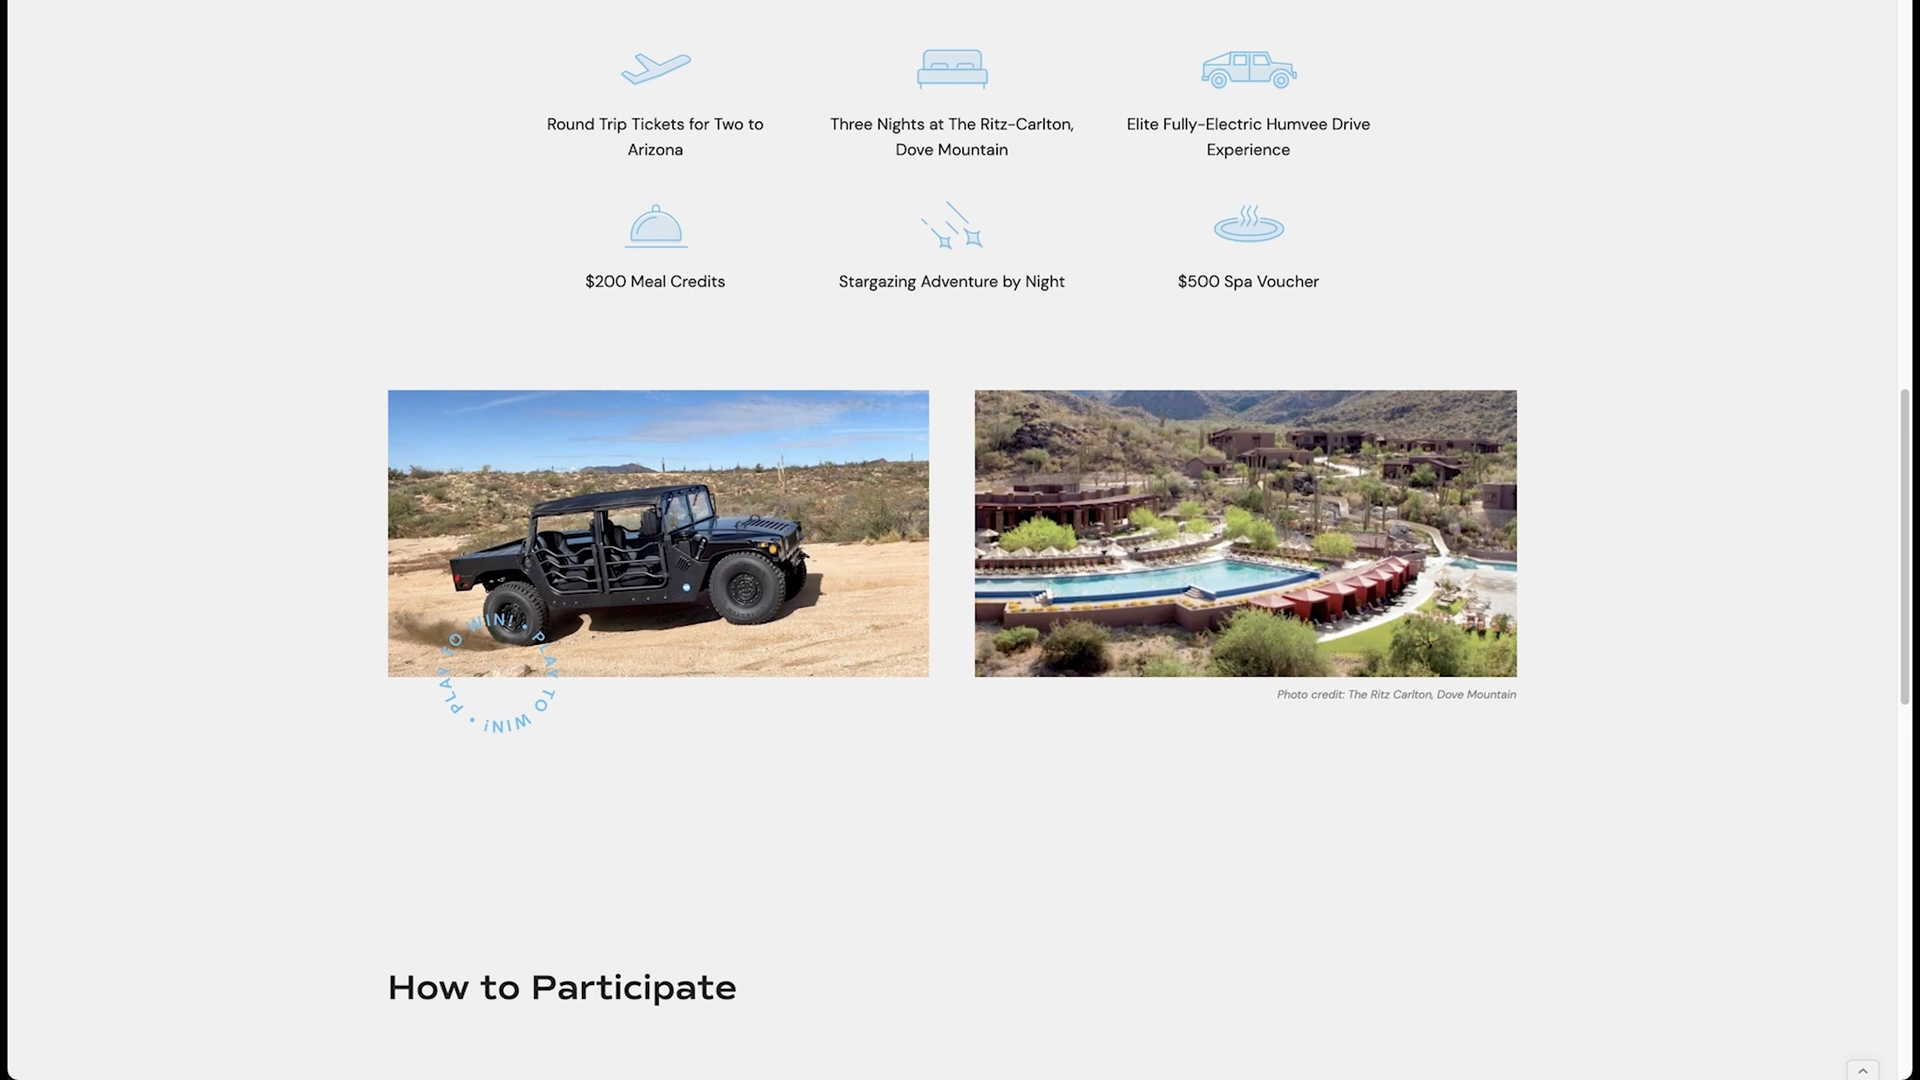 Round Trip Tickets for Two to
Arizona
Three Nights at The Ritz-Carlton,
Dove Mountain
Elite Fully-Electric Humvee Drive
Experience
$200 Meal Credits
Stargazing Adventure by Night
$500 Spa Voucher
PLAY TO WIN! • PLAY TO WIN! •
Photo credit: The Ritz Carlton, Dove Mountain
How to Participate